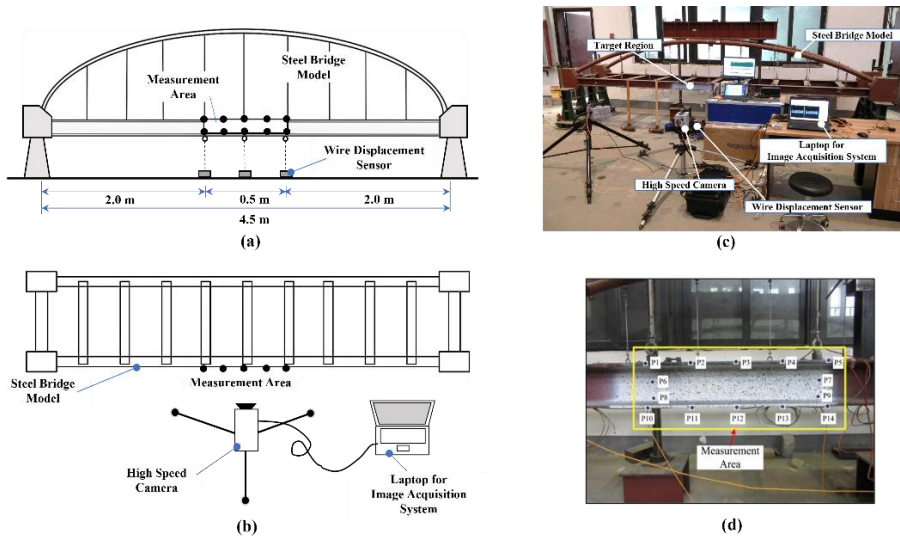 Steel Bridge
Model
Measurement
Area
Wire Displacement
Sensor
2.0 m
0.5 m
2.0 m
4.5 m
(a)
Steel Bridge
Model
Measurement Area
High Speed
Camera
Laptop for
Image Acquisition
System
(b)
Target Region
Steel Bridge Model
Laptop for
Image Acquisition System
High Speed Camera
Wire Displacement Sensor
(c)
P1
P2
P3
P4
P5
P6
P7
P8
P9
P10
P11
P12
P13
P14
Measurement
Area
(d)